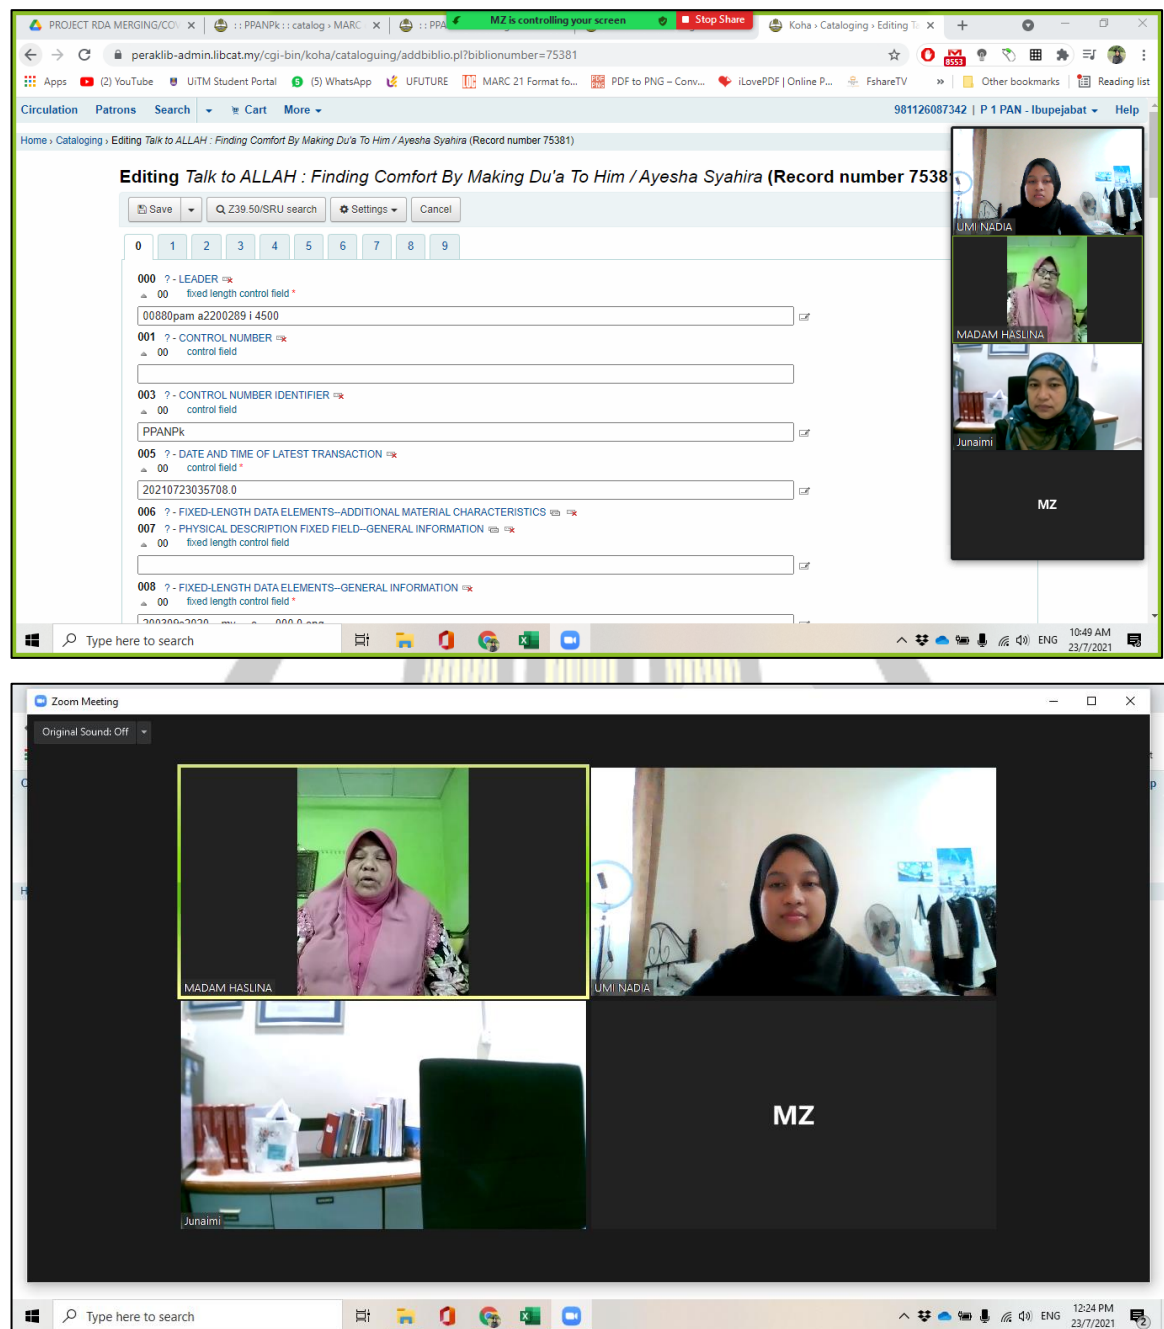 PROJECT RDA MERGING/COV
: : PPANPk : : catalog › MARC
: : PPA
MZ is controlling your screen
Stop Share
Koha › Cataloging › Editing Ta
peraklib-admin.libcat.my/cgi-bin/koha/cataloguing/addbiblio.pl?biblionumber=75381
8553
Apps
(2) YouTube
UiTM Student Portal
(5) WhatsApp
UFUTURE
MARC 21 Format fo...
PDF to PNG – Conv...
iLovePDF | Online P...
FshareTV
»
Other bookmarks
Reading list
Circulation Patrons Search Cart More
981126087342 | P 1 PAN - Ibupejabat Help
Home › Cataloging › Editing Talk to ALLAH : Finding Comfort By Making Du'a To Him / Ayesha Syahira (Record number 75381)
Editing Talk to ALLAH : Finding Comfort By Making Du'a To Him / Ayesha Syahira (Record number 7538
Save
Z39.50/SRU search
Settings
Cancel
0 1 2 3 4 5 6 7 8 9
000 ? - LEADER
00 fixed length control field *
00880pam a2200289 i 4500
001 ? - CONTROL NUMBER
00 control field
003 ? - CONTROL NUMBER IDENTIFIER
00 control field
PPANPk
005 ? - DATE AND TIME OF LATEST TRANSACTION
00 control field *
20210723035708.0
006 ? - FIXED-LENGTH DATA ELEMENTS--ADDITIONAL MATERIAL CHARACTERISTICS
007 ? - PHYSICAL DESCRIPTION FIXED FIELD--GENERAL INFORMATION
00 fixed length control field
008 ? - FIXED-LENGTH DATA ELEMENTS--GENERAL INFORMATION
00 fixed length control field *
UMI NADIA
MADAM HASLINA
Junaimi
MZ
Type here to search
ENG
10:49 AM
23/7/2021
Zoom Meeting
Original Sound: Off
MADAM HASLINA
UMI NADIA
Junaimi
MZ
Type here to search
ENG
12:24 PM
23/7/2021
2